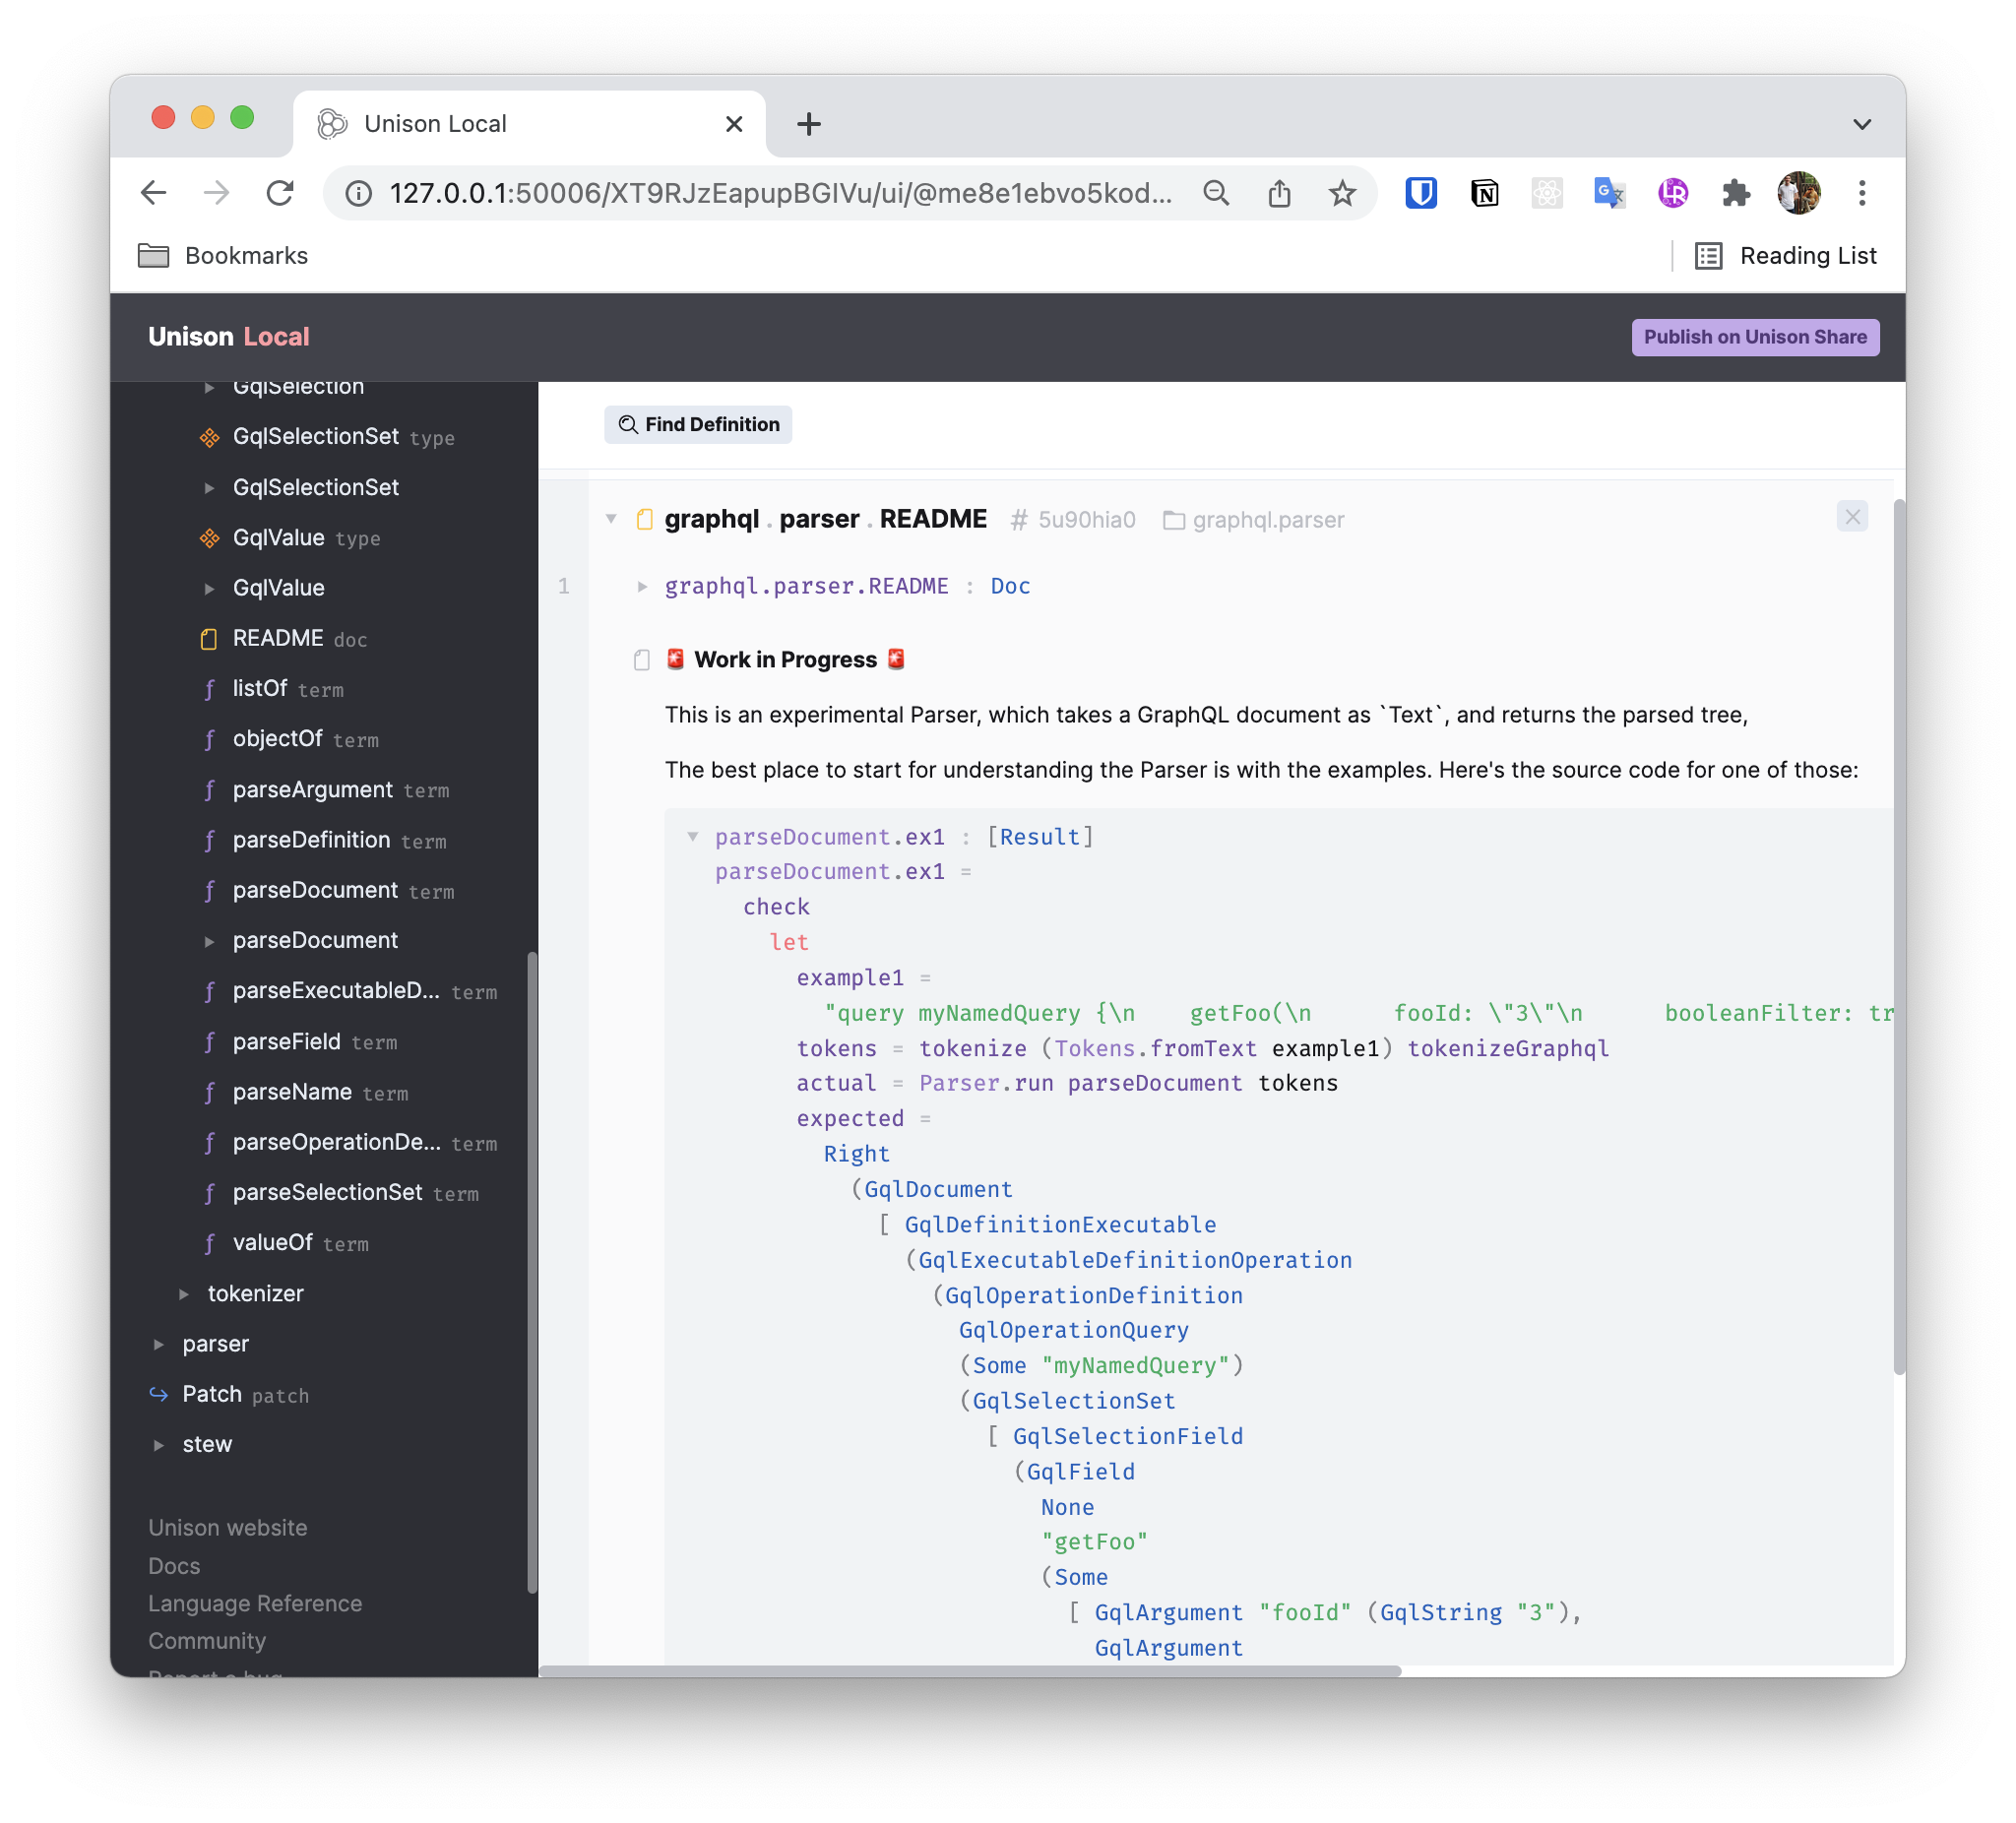 Unison Local
127.0.0.1:50006/XT9RJzEapupBGIVu/ui/@me8e1ebvo5kod...
Bookmarks
Reading List
Unison Local
Publish on Unison Share
GqlSelection
GqlSelectionSet type
GqlSelectionSet
GqlValue type
GqlValue
README doc
listOf term
objectOf term
parseArgument term
parseDefinition term
parseDocument term
parseDocument
parseExecutableD... term
parseField term
parseName term
parseOperationDe... term
parseSelectionSet term
valueOf term
tokenizer
parser
Patch patch
stew
Unison website
Docs
Language Reference
Community
Report a bug
Find Definition
graphql.parser.README # 5u90hia0 graphql.parser
1 graphql.parser.README : Doc
🚨 Work in Progress 🚨
This is an experimental Parser, which takes a GraphQL document as `Text`, and returns the parsed tree,
The best place to start for understanding the Parser is with the examples. Here's the source code for one of those:
parseDocument.ex1 : [Result]
parseDocument.ex1 =
check
let
example1 =
"query myNamedQuery {\n    getFoo(\n      fooId: \"3\"\n      booleanFilter: tr
tokens = tokenize (Tokens.fromText example1) tokenizeGraphql
actual = Parser.run parseDocument tokens
expected =
Right
(GqlDocument
[ GqlDefinitionExecutable
(GqlExecutableDefinitionOperation
(GqlOperationDefinition
GqlOperationQuery
(Some "myNamedQuery")
(GqlSelectionSet
[ GqlSelectionField
(GqlField
None
"getFoo"
(Some
[ GqlArgument "fooId" (GqlString "3"),
GqlArgument